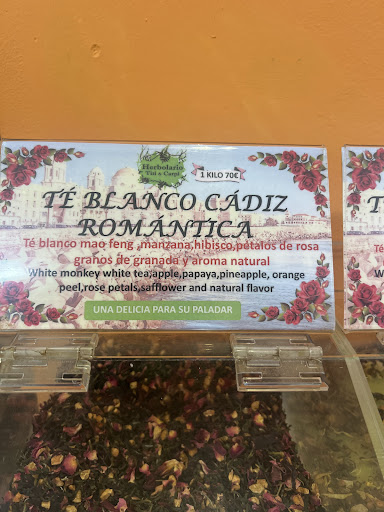 Herbolario
1 KILO 70€
TÉ BLANCO CÁDIZ
ROMÁNTICA
Té blanco mao feng ,manzana,hibisco,pétalos de rosa
granos de granada y aroma natural
White monkey white tea,apple,papaya,pineapple, orange
peel,rose petals,safflower and natural flavor
UNA DELICIA PARA SU PALADAR